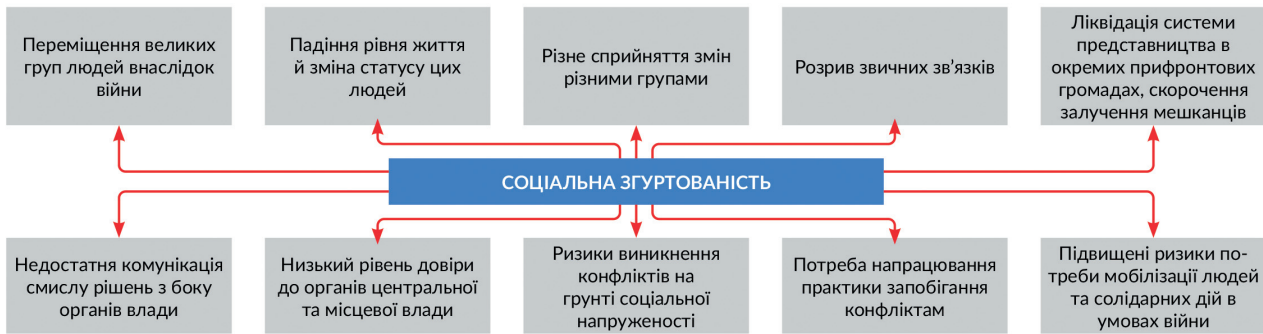 Переміщення великих
груп людей внаслідок
війни
Падіння рівня життя
й зміна статусу цих
людей
Різне сприйняття змін
різними групами
Розрив звичних зв’язків
Ліквідація системи
представництва в
окремих прифронтових
громадах, скорочення
залучення мешканців
СОЦІАЛЬНА ЗГУРТОВАНІСТЬ
Недостатня комунікація
смислу рішень з боку
органів влади
Низький рівень довіри
до органів центральної
та місцевої влади
Ризики виникнення
конфліктів на
грунті соціальної
напруженості
Потреба напрацювання
практики запобігання
конфліктам
Підвищені ризики по-
треби мобілізації людей
та солідарних дій в
умовах війни